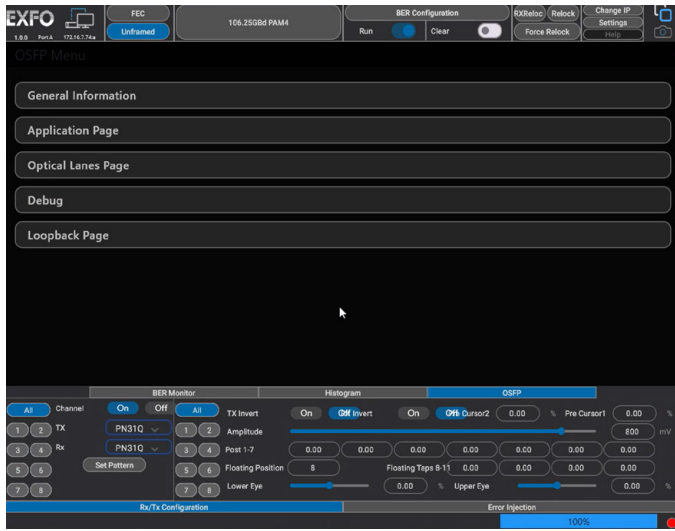 EXFO
1.0.0 Port A 172.16.7.74:a
FEC
Unframed
106.25GBd PAM4
BER Configuration
Run Clear
RXReloc Relock
Force Relock
Change IP
Settings
Help
OSFP Menu
General Information
Application Page
Optical Lanes Page
Debug
Loopback Page
BER Monitor Histogram OSFP
All Channel On Off
1 2 TX PN31Q
3 4 Rx PN31Q
5 6 Set Pattern
7 8
All TX Invert On Off Invert On Off Cursor2 0.00 % Pre Cursor1 0.00 %
1 2 Amplitude 800 mV
3 4 Post 1-7 0.00 0.00 0.00 0.00 0.00 0.00 0.00
5 6 Floating Position 8 Floating Taps 8-11 0.00 0.00 0.00 0.00
7 8 Lower Eye 0.00 % Upper Eye 0.00 %
Rx/Tx Configuration Error Injection
100%